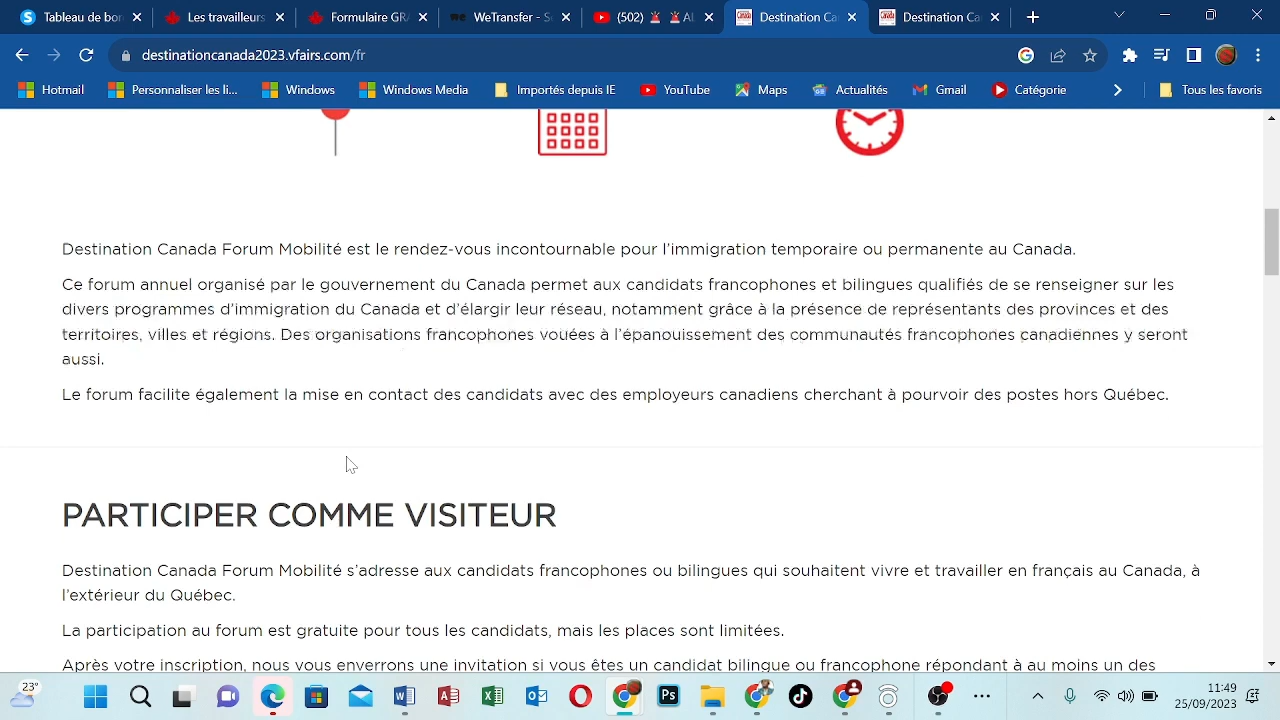 Tableau de bor
Les travailleurs
Formulaire GRA
WeTransfer - S
(502) 🚨 🚨 Al
Destination Ca
Destination Ca
destinationcanada2023.vfairs.com/fr
Hotmail
Personnaliser les li...
Windows
Windows Media
Importés depuis IE
YouTube
Maps
Actualités
Gmail
Catégorie
Tous les favoris
Destination Canada Forum Mobilité est le rendez-vous incontournable pour l'immigration temporaire ou permanente au Canada.
Ce forum annuel organisé par le gouvernement du Canada permet aux candidats francophones et bilingues qualifiés de se renseigner sur les
divers programmes d'immigration du Canada et d'élargir leur réseau, notamment grâce à la présence de représentants des provinces et des
territoires, villes et régions. Des organisations francophones vouées à l'épanouissement des communautés francophones canadiennes y seront
aussi.
Le forum facilite également la mise en contact des candidats avec des employeurs canadiens cherchant à pourvoir des postes hors Québec.
PARTICIPER COMME VISITEUR
Destination Canada Forum Mobilité s'adresse aux candidats francophones ou bilingues qui souhaitent vivre et travailler en français au Canada, à
l'extérieur du Québec.
La participation au forum est gratuite pour tous les candidats, mais les places sont limitées.
Après votre inscription, nous vous enverrons une invitation si vous êtes un candidat bilingue ou francophone répondant à au moins un des
23°
11:49
25/09/2023